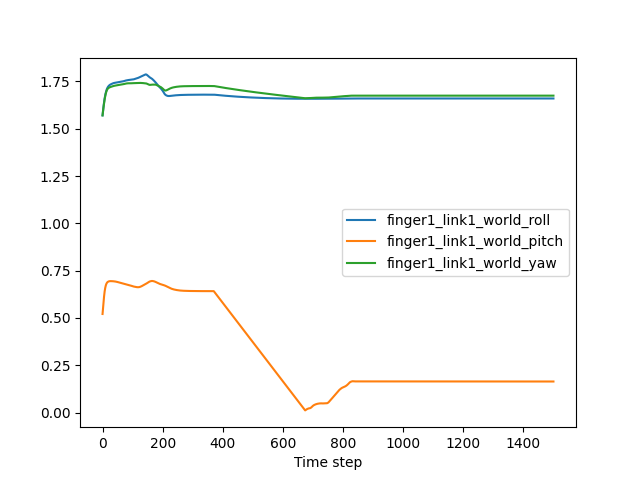 1.75
1.50
1.25
1.00
0.75
0.50
0.25
0.00
finger1_link1_world_roll
finger1_link1_world_pitch
finger1_link1_world_yaw
0 200 400 600 800 1000 1200 1400
Time step